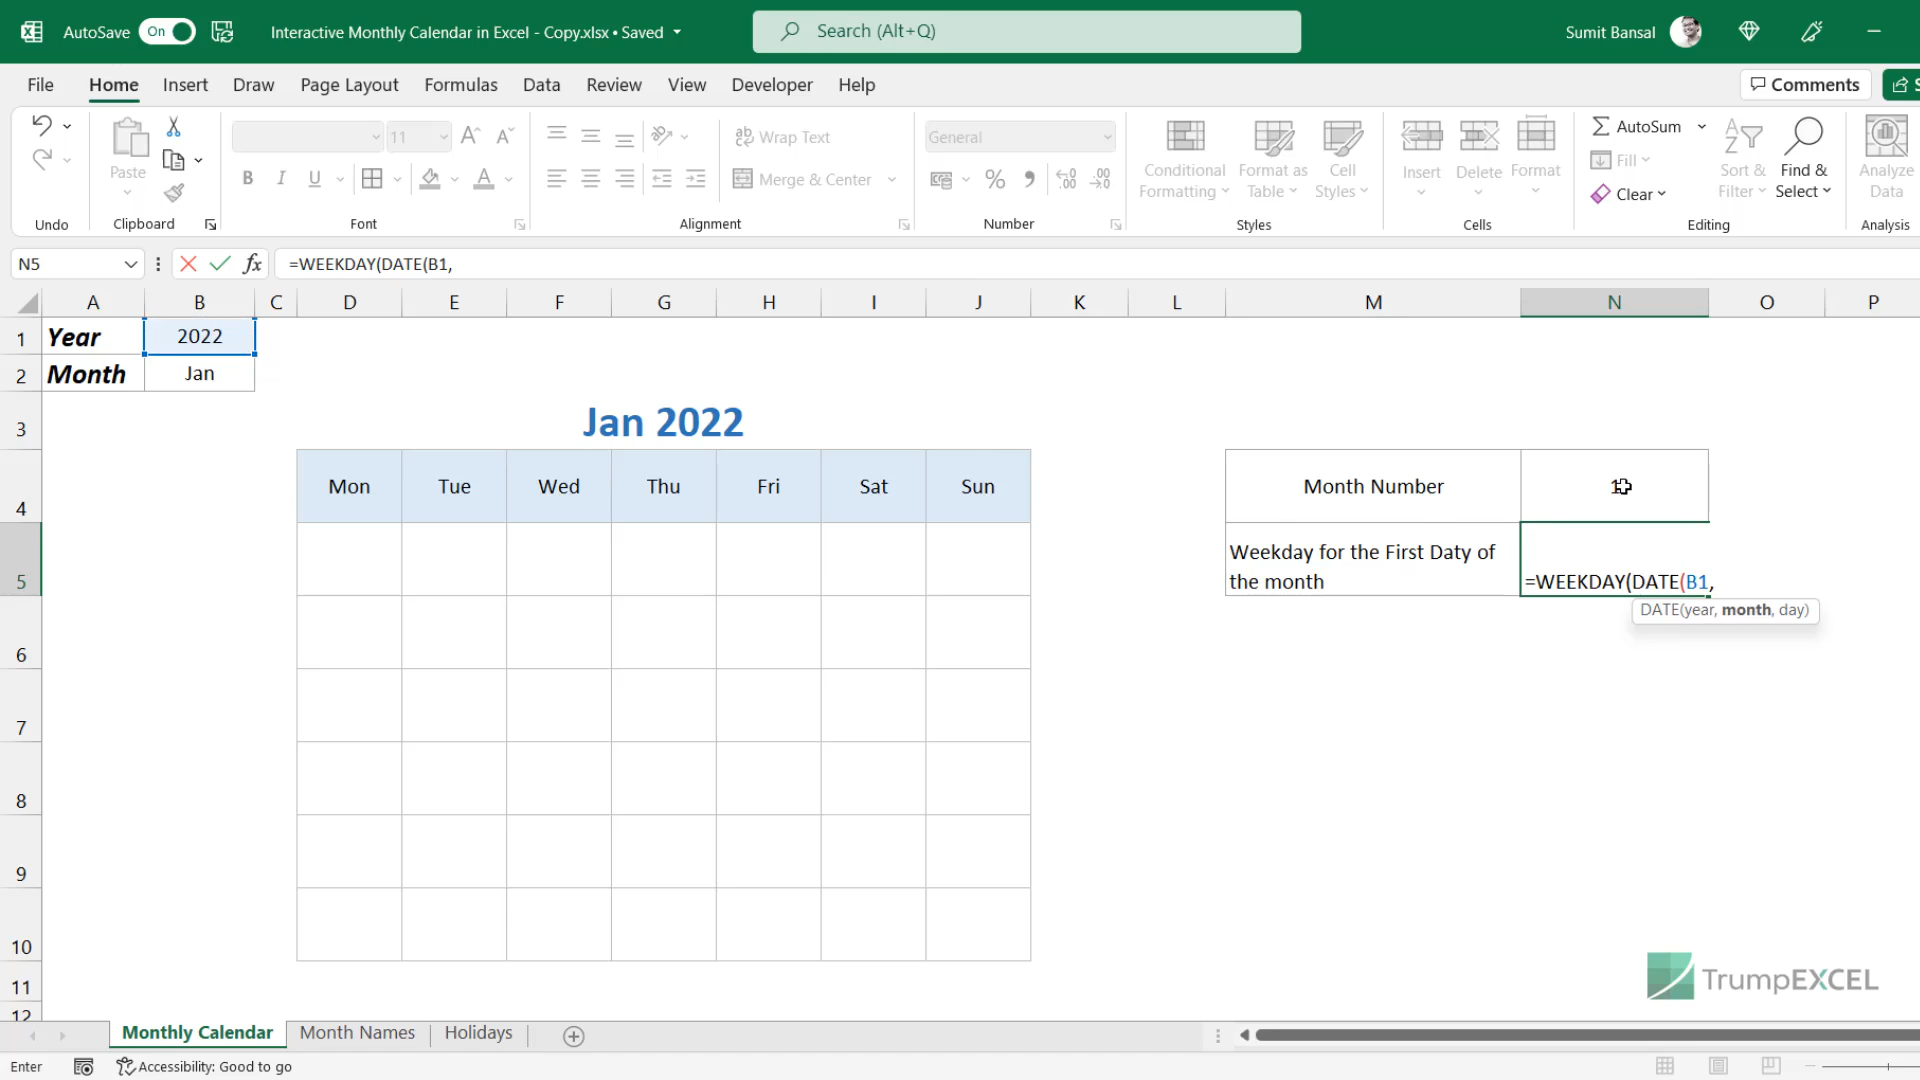 AutoSave On Interactive Monthly Calendar in Excel - Copy.xlsx • Saved Search (Alt+Q) Sumit Bansal
File Home Insert Draw Page Layout Formulas Data Review View Developer Help Comments
Paste
Clipboard
Undo
11
B I U A
Font
Wrap Text
Merge & Center
Alignment
General
Number
Conditional Formatting
Format as Table
Cell Styles
Styles
Insert Delete Format
Cells
AutoSum
Fill
Clear
Sort & Filter
Find & Select
Editing
Analyze Data
Analysis
N5 fx =WEEKDAY(DATE(B1,
A B C D E F G H I J K L M N O P
1 Year 2022
2 Month Jan
3 Jan 2022
4 Mon Tue Wed Thu Fri Sat Sun Month Number
5 Weekday for the First Daty of
the month =WEEKDAY(DATE(B1,
DATE(year, month, day)
6
7
8
9
10
11
12
TrumpEXCEL
Monthly Calendar Month Names Holidays
Enter Accessibility: Good to go